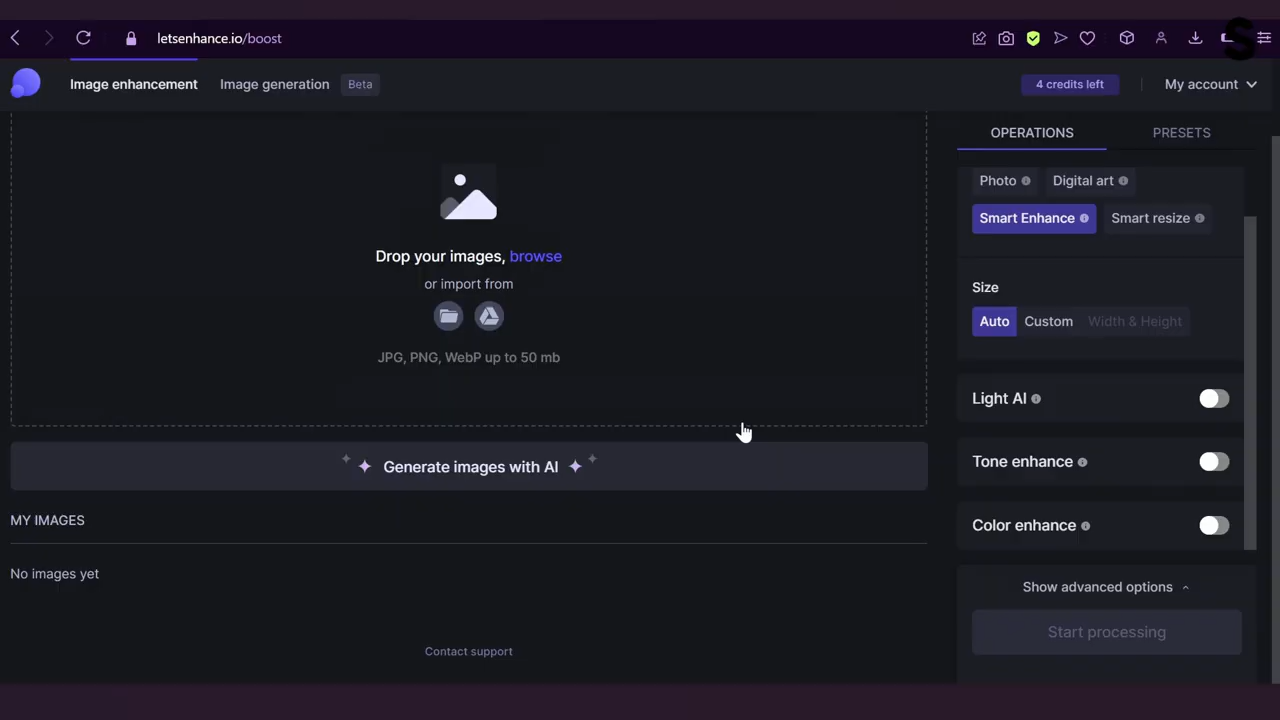 letsenhance.io/boost
S
Image enhancement
Image generation
Beta
4 credits left
My account
Drop your images, browse
or import from
JPG, PNG, WebP up to 50 mb
Generate images with AI
MY IMAGES
No images yet
Contact support
OPERATIONS
PRESETS
Photo
Digital art
Smart Enhance
Smart resize
Size
Auto
Custom
Width & Height
Light AI
Tone enhance
Color enhance
Show advanced options
Start processing